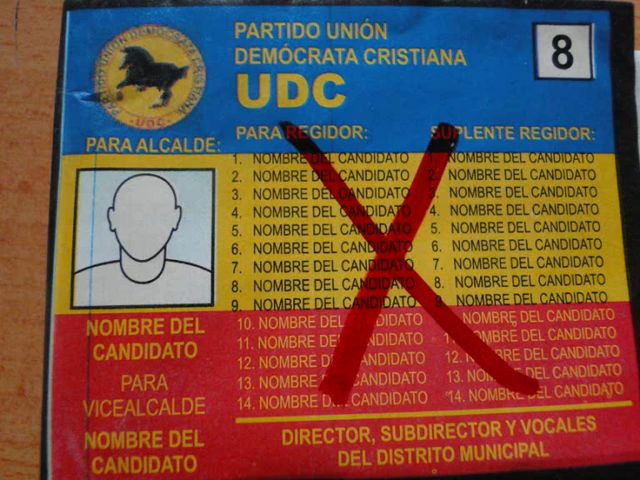 PARTIDO UNIÓN
DEMÓCRATA CRISTIANA
UDC
8
PARTIDO UNION DEMOCRATA CRISTIANA
-UDC-
PARA ALCALDE:
PARA REGIDOR:
SUPLENTE REGIDOR:
1. NOMBRE DEL CANDIDATO 1. NOMBRE DEL CANDIDATO
2. NOMBRE DEL CANDIDATO 2. NOMBRE DEL CANDIDATO
3. NOMBRE DEL CANDIDATO 3. NOMBRE DEL CANDIDATO
4. NOMBRE DEL CANDIDATO 4. NOMBRE DEL CANDIDATO
5. NOMBRE DEL CANDIDATO 5. NOMBRE DEL CANDIDATO
6. NOMBRE DEL CANDIDATO 6. NOMBRE DEL CANDIDATO
7. NOMBRE DEL CANDIDATO 7. NOMBRE DEL CANDIDATO
8. NOMBRE DEL CANDIDATO 8. NOMBRE DEL CANDIDATO
9. NOMBRE DEL CANDIDATO 9. NOMBRE DEL CANDIDATO
10. NOMBRE DEL CANDIDATO NOMBRE DEL CANDIDATO
11. NOMBRE DEL CANDIDATO NOMBRE DEL CANDIDATO
12. NOMBRE DEL CANDIDATO 12. NOMBRE DEL CANDIDATO
13. NOMBRE DEL CANDIDATO 13. NOMBRE DEL CANDIDATO
14. NOMBRE DEL CANDIDATO 14. NOMBRE DEL CANDIDATO
NOMBRE DEL
CANDIDATO
PARA
VICEALCALDE
NOMBRE DEL
CANDIDATO
DIRECTOR, SUBDIRECTOR Y VOCALES
DEL DISTRITO MUNICIPAL